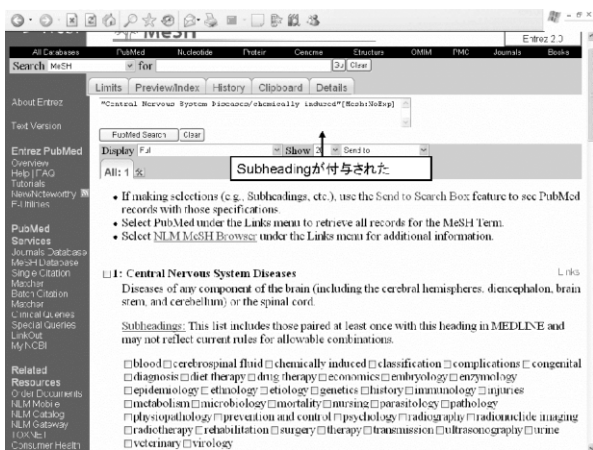 MeSH
Entrez 2.0
All Databases PubMed Nucleotide Protein Genome Structure OMIM PMC Journals Books
Search MeSH for Go Clear
Limits Preview/Index History Clipboard Details
About Entrez
"Central Nervous System Diseases/chemically induced"[Mesh:NoExp]
Text Version
PubMed Search Clear
Entrez PubMed
Overview
Help | FAQ
Tutorials
New/Noteworthy
E-Utilities
Display Full Show 20 Send to
Subheadingが付与された
All: 1
• If making selections (e.g., Subheadings, etc.), use the Send to Search Box feature to see PubMed
records with those specifications.
• Select PubMed under the Links menu to retrieve all records for the MeSH Term.
• Select NLM MeSH Browser under the Links menu for additional information.
PubMed
Services
Journals Database
MeSH Database
Single Citation
Matcher
Batch Citation
Matcher
Clinical Queries
Special Queries
LinkOut
My NCBI
1: Central Nervous System Diseases Links
Diseases of any component of the brain (including the cerebral hemispheres, diencephalon, brain
stem, and cerebellum) or the spinal cord.
Subheadings: This list includes those paired at least once with this heading in MEDLINE and
may not reflect current rules for allowable combinations.
Related
Resources
Order Documents
NLM Mobile
NLM Catalog
NLM Gateway
TOXNET
Consumer Health
□blood □cerebrospinal fluid □chemically induced □classification □complications □congenital
□diagnosis □diet therapy □drug therapy □economics □embryology □enzymology
□epidemiology □ethnology □etiology □genetics □history □immunology □injuries
□metabolism □microbiology □mortality □nursing □parasitology □pathology
□physiopathology □prevention and control □psychology □radiography □radionuclide imaging
□radiotherapy □rehabilitation □surgery □therapy □transmission □ultrasonography □urine
□veterinary □virology